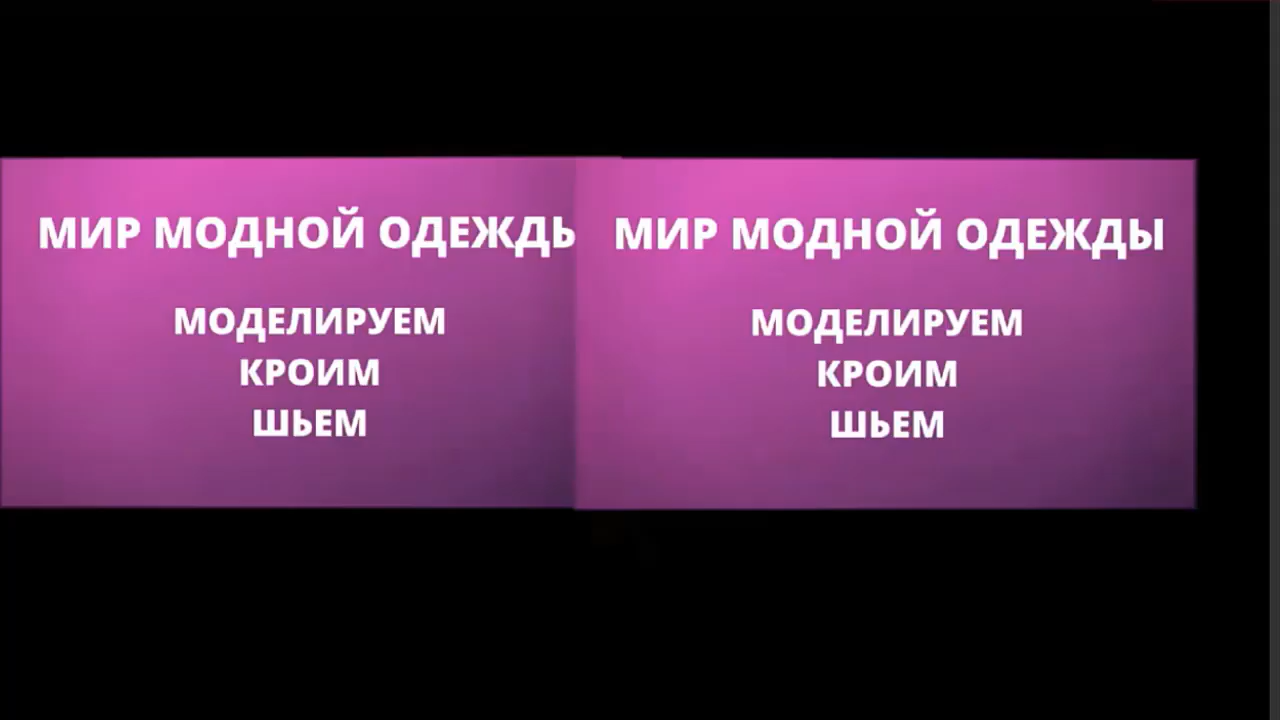 МИР МОДНОЙ ОДЕЖДЬ
МОДЕЛИРУЕМ
КРОИМ
ШЬЕМ
МИР МОДНОЙ ОДЕЖДЫ
МОДЕЛИРУЕМ
КРОИМ
ШЬЕМ